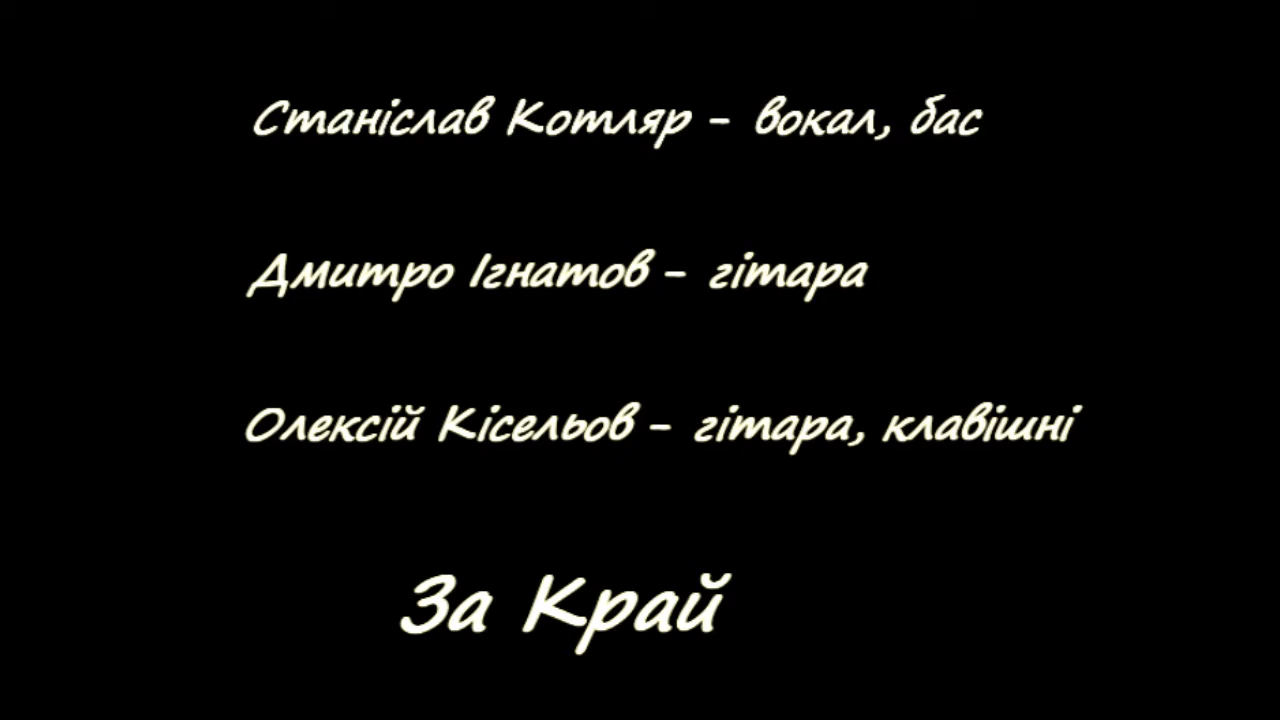 Станіслав Котляр - вокал, бас
Дмитро Ігнатов - гітара
Олексій Кісельов - гітара, клавішні
За Край